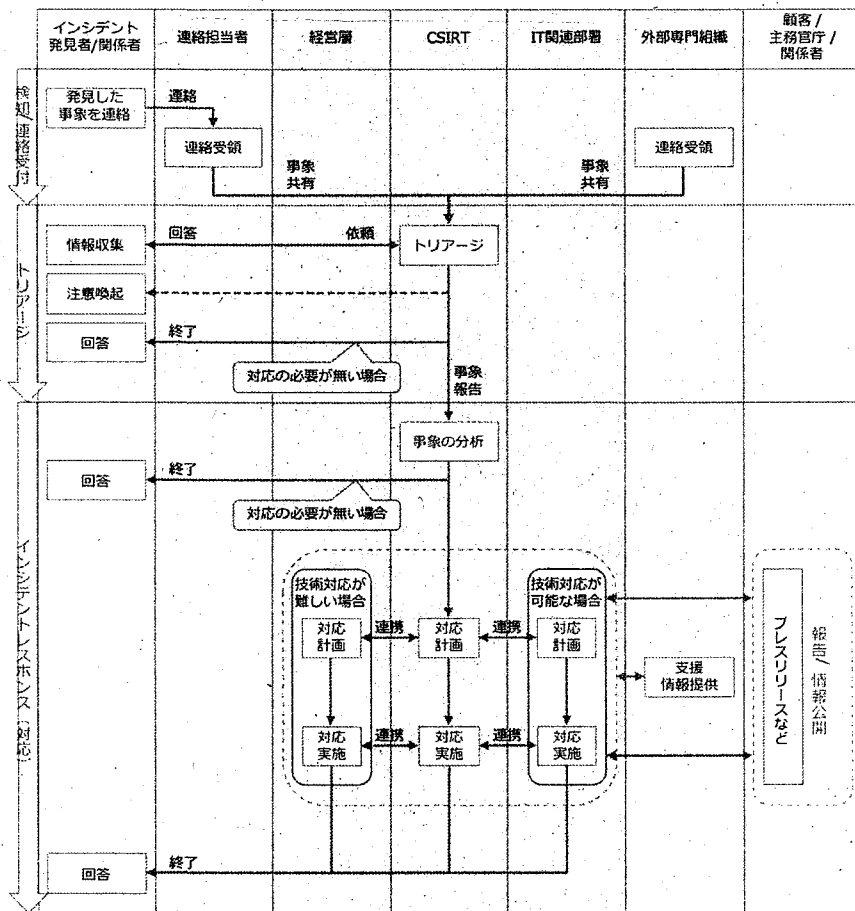 インシデント
発見者/関係者
連絡担当者
経営層
CSIRT
IT関連部署
外部専門組織
顧客 /
主務官庁 /
関係者
検知/連絡受付
発見した
事象を連絡
連絡
連絡受領
連絡受領
事象
共有
事象
共有
トリアージ
情報収集
回答
依頼
トリアージ
注意喚起
回答
終了
対応の必要が無い場合
事象
報告
インシデントレスポンス(対応)
事象の分析
回答
終了
対応の必要が無い場合
技術対応が
難しい場合
技術対応が
可能な場合
対応
計画
連携
対応
計画
連携
対応
計画
支援
情報提供
プレスリリースなど
報告/情報公開
対応
実施
連携
対応
実施
連携
対応
実施
回答
終了